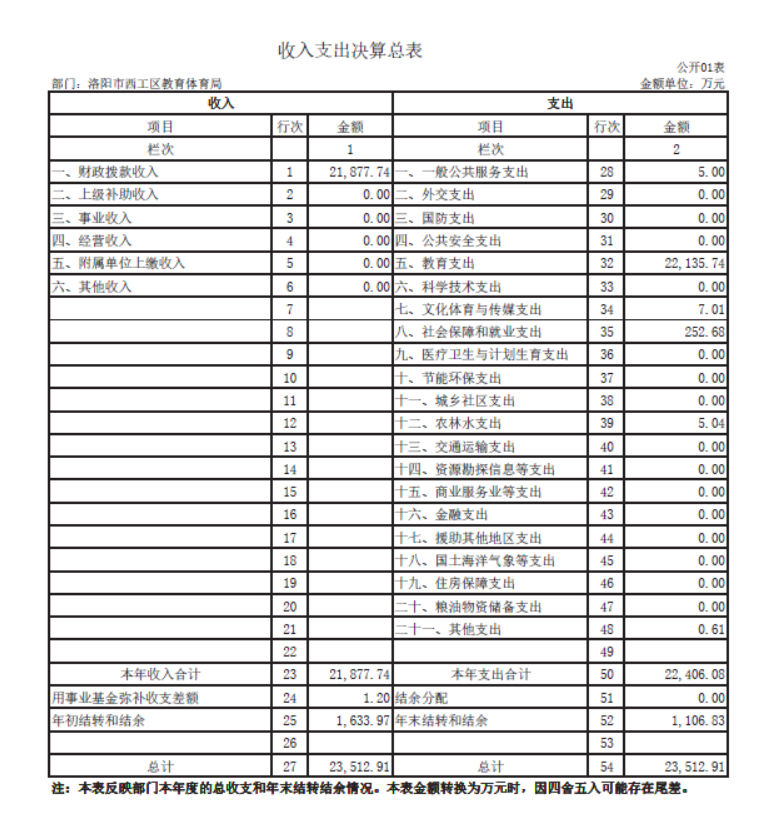 收入支出决算总表
公开01表
部门：洛阳市西工区教育体育局 金额单位：万元
收入 支出
项目 行次 金额 项目 行次 金额
栏次 1 栏次 2
一、财政拨款收入 1 21,877.74 一、一般公共服务支出 28 5.00
二、上级补助收入 2 0.00 二、外交支出 29 0.00
三、事业收入 3 0.00 三、国防支出 30 0.00
四、经营收入 4 0.00 四、公共安全支出 31 0.00
五、附属单位上缴收入 5 0.00 五、教育支出 32 22,135.74
六、其他收入 6 0.00 六、科学技术支出 33 0.00
7 七、文化体育与传媒支出 34 7.01
8 八、社会保障和就业支出 35 252.68
9 九、医疗卫生与计划生育支出 36 0.00
10 十、节能环保支出 37 0.00
11 十一、城乡社区支出 38 0.00
12 十二、农林水支出 39 5.04
13 十三、交通运输支出 40 0.00
14 十四、资源勘探信息等支出 41 0.00
15 十五、商业服务业等支出 42 0.00
16 十六、金融支出 43 0.00
17 十七、援助其他地区支出 44 0.00
18 十八、国土海洋气象等支出 45 0.00
19 十九、住房保障支出 46 0.00
20 二十、粮油物资储备支出 47 0.00
21 二十一、其他支出 48 0.61
22 49
本年收入合计 23 21,877.74 本年支出合计 50 22,406.08
用事业基金弥补收支差额 24 1.20 结余分配 51 0.00
年初结转和结余 25 1,633.97 年末结转和结余 52 1,106.83
26 53
总计 27 23,512.91 总计 54 23,512.91
注：本表反映部门本年度的总收支和年末结转结余情况。本表金额转换为万元时，因四舍五入可能存在尾差。